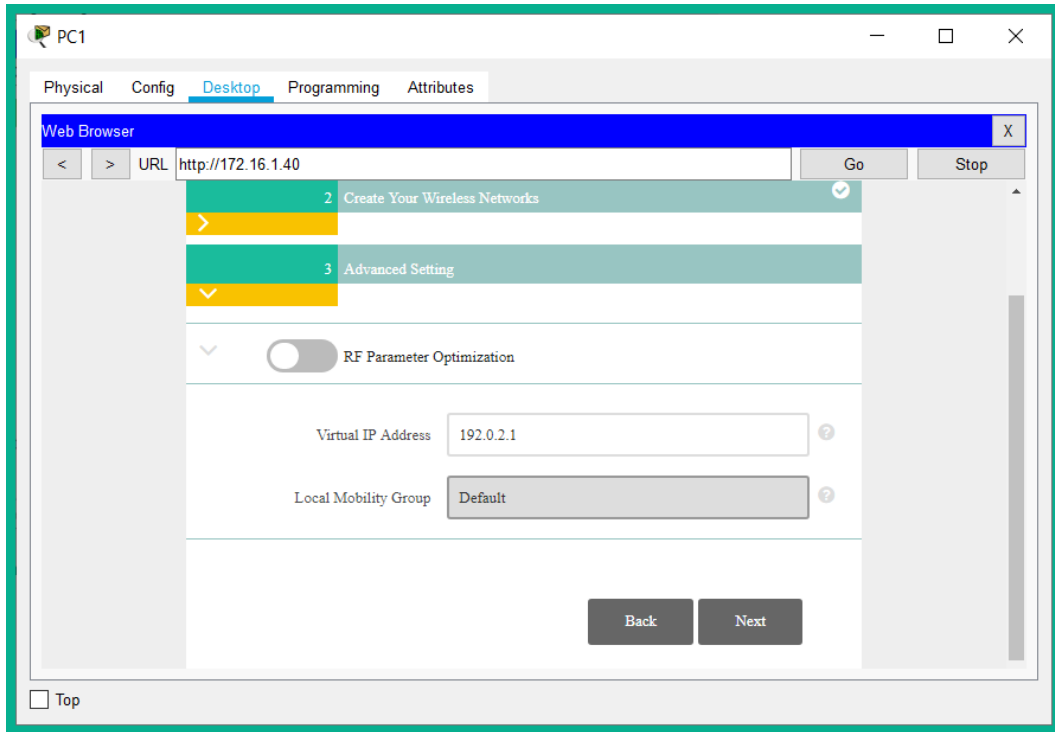 PC1
Physical Config Desktop Programming Attributes
Web Browser X
< > URL http://172.16.1.40 Go Stop
2 Create Your Wireless Networks
3 Advanced Setting
RF Parameter Optimization
Virtual IP Address 192.0.2.1 ?
Local Mobility Group Default ?
Back Next
Top